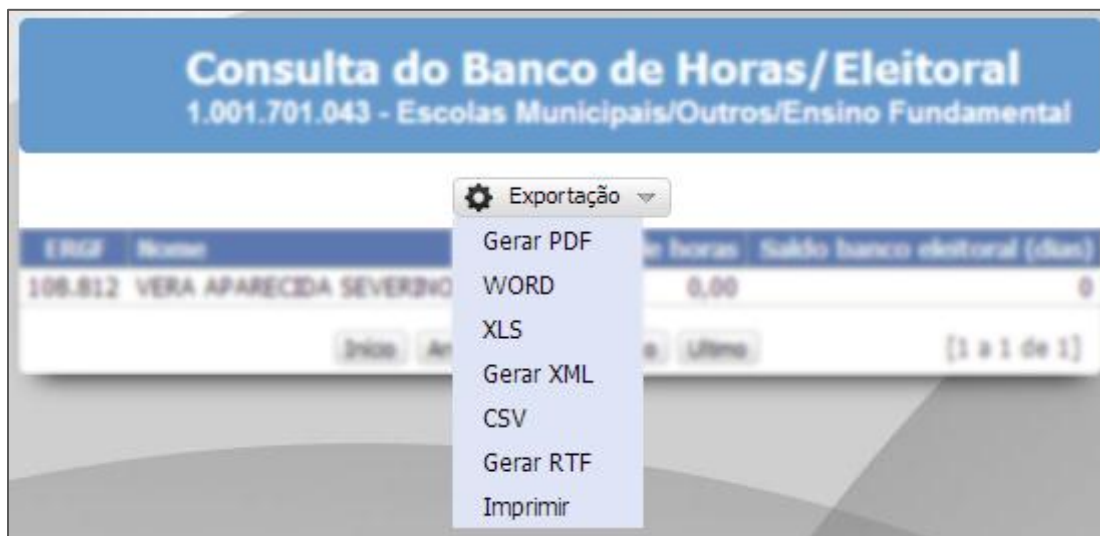 Consulta do Banco de Horas/Eleitoral
1.001.701.043 - Escolas Municipais/Outros/Ensino Fundamental
Exportação
ERGF Nome de horas Saldo banco eleitoral (dias)
108.812 VERA APARECIDA SEVERINO 0,00 0
Gerar PDF
WORD
XLS
Gerar XML
CSV
Gerar RTF
Imprimir
Início Ultimo [1 a 1 de 1]